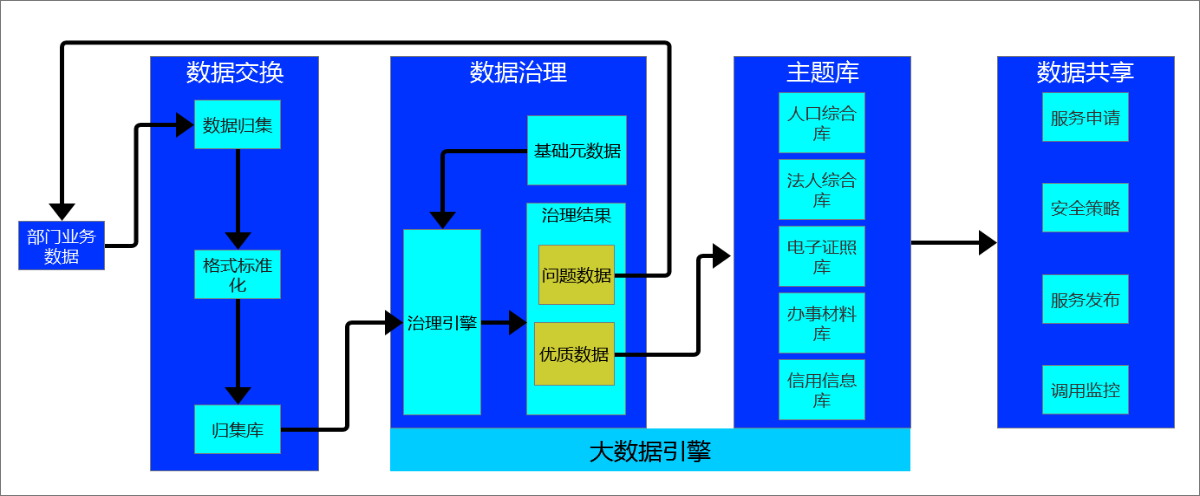 数据交换
数据归集
格式标准
化
归集库
部门业务
数据
数据治理
基础元数据
治理结果
问题数据
治理引擎
优质数据
主题库
人口综合
库
法人综合
库
电子证照
库
办事材料
库
信用信息
库
数据共享
服务申请
安全策略
服务发布
调用监控
大数据引擎